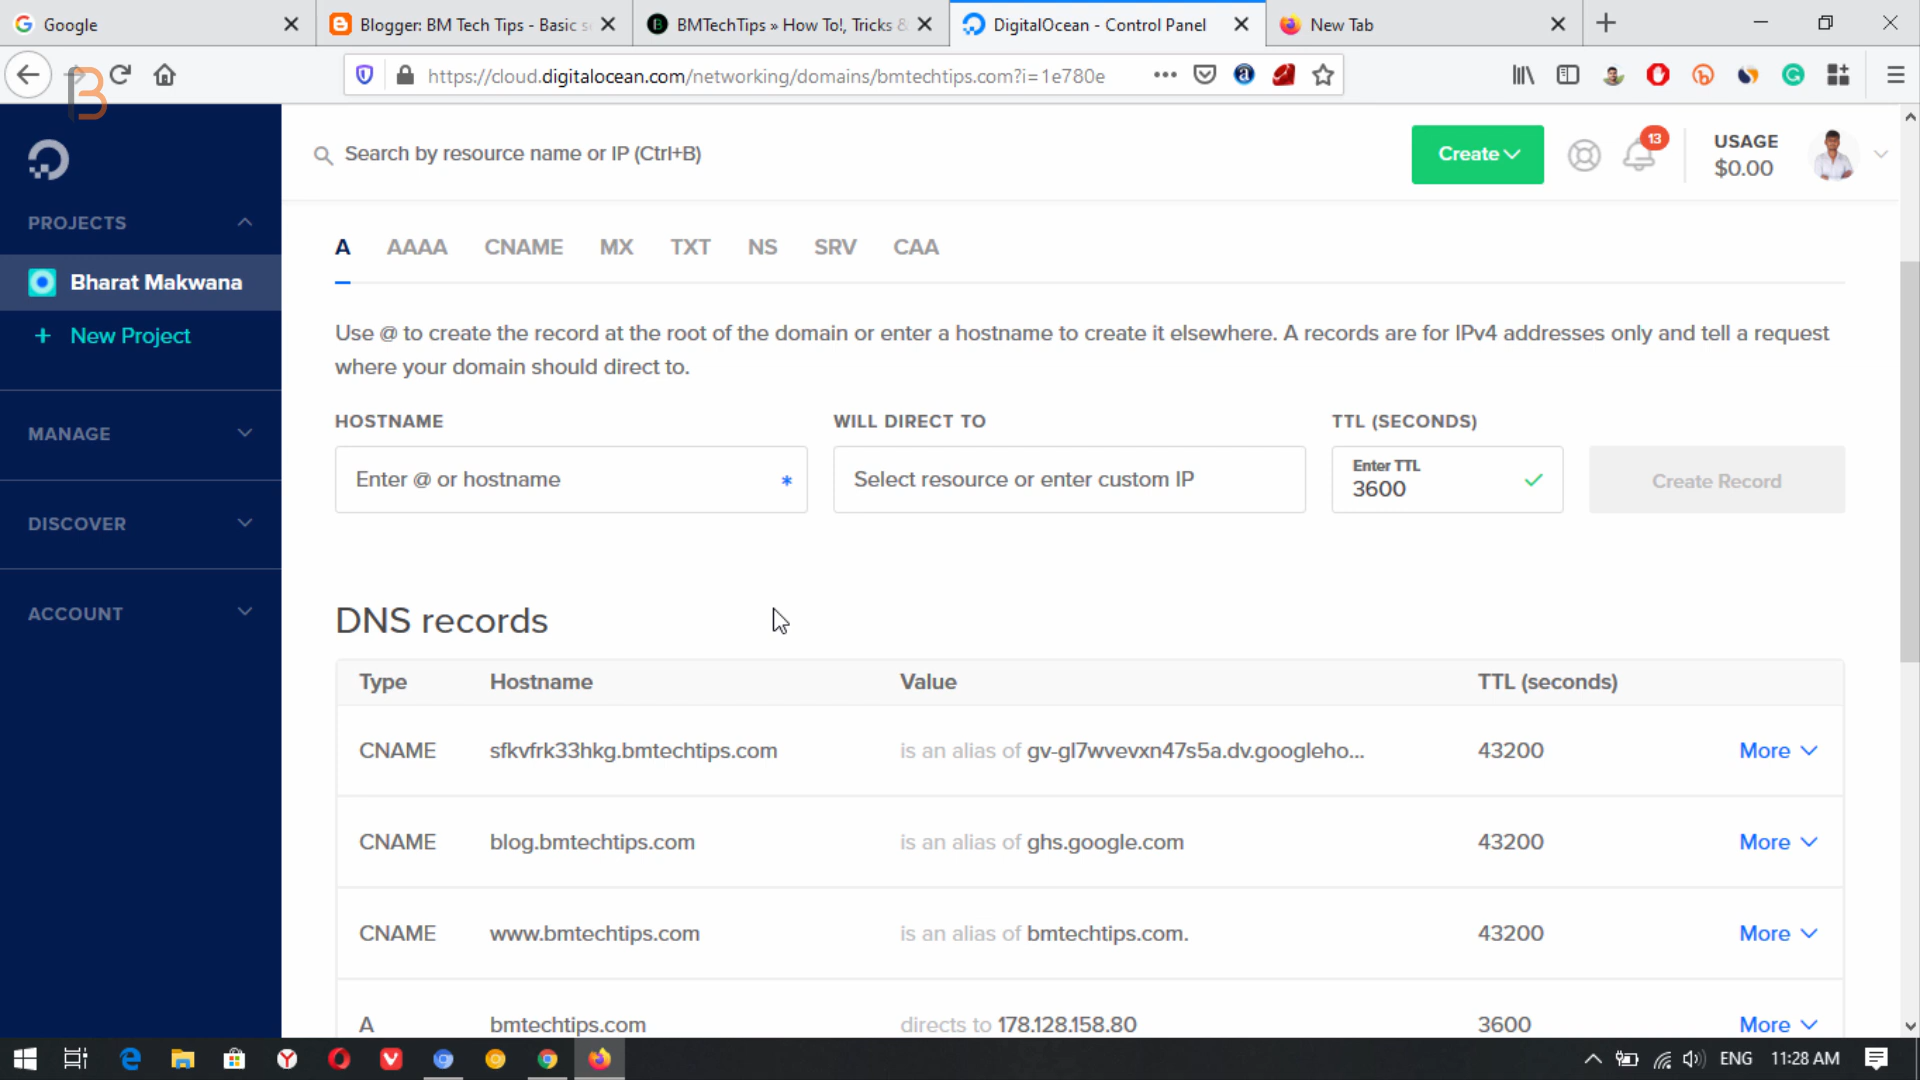 Google
Blogger: BM Tech Tips - Basic s
BMTechTips » How To!, Tricks &
DigitalOcean - Control Panel
New Tab
https://cloud.digitalocean.com/networking/domains/bmtechtips.com?i=1e780e
Search by resource name or IP (Ctrl+B)
Create
13
USAGE
$0.00
PROJECTS
Bharat Makwana
+ New Project
MANAGE
DISCOVER
ACCOUNT
A AAAA CNAME MX TXT NS SRV CAA
Use @ to create the record at the root of the domain or enter a hostname to create it elsewhere. A records are for IPv4 addresses only and tell a request
where your domain should direct to.
HOSTNAME WILL DIRECT TO TTL (SECONDS)
Enter @ or hostname *
Select resource or enter custom IP
Enter TTL
3600
Create Record
DNS records
Type Hostname Value TTL (seconds)
CNAME sfkvfrk33hkg.bmtechtips.com is an alias of gv-gl7wvevxn47s5a.dv.googleho... 43200 More
CNAME blog.bmtechtips.com is an alias of ghs.google.com 43200 More
CNAME www.bmtechtips.com is an alias of bmtechtips.com. 43200 More
A bmtechtips.com directs to 178.128.158.80 3600 More
ENG 11:28 AM